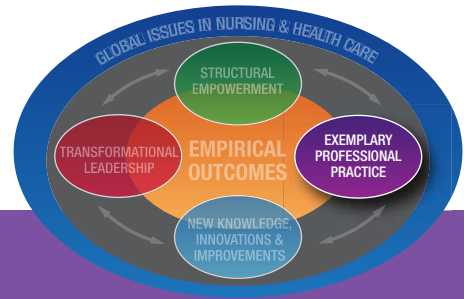 GLOBAL ISSUES IN NURSING & HEALTH CARE
STRUCTURAL
EMPOWERMENT
TRANSFORMATIONAL
LEADERSHIP
EMPIRICAL
OUTCOMES
EXEMPLARY
PROFESSIONAL
PRACTICE
NEW KNOWLEDGE,
INNOVATIONS &
IMPROVEMENTS